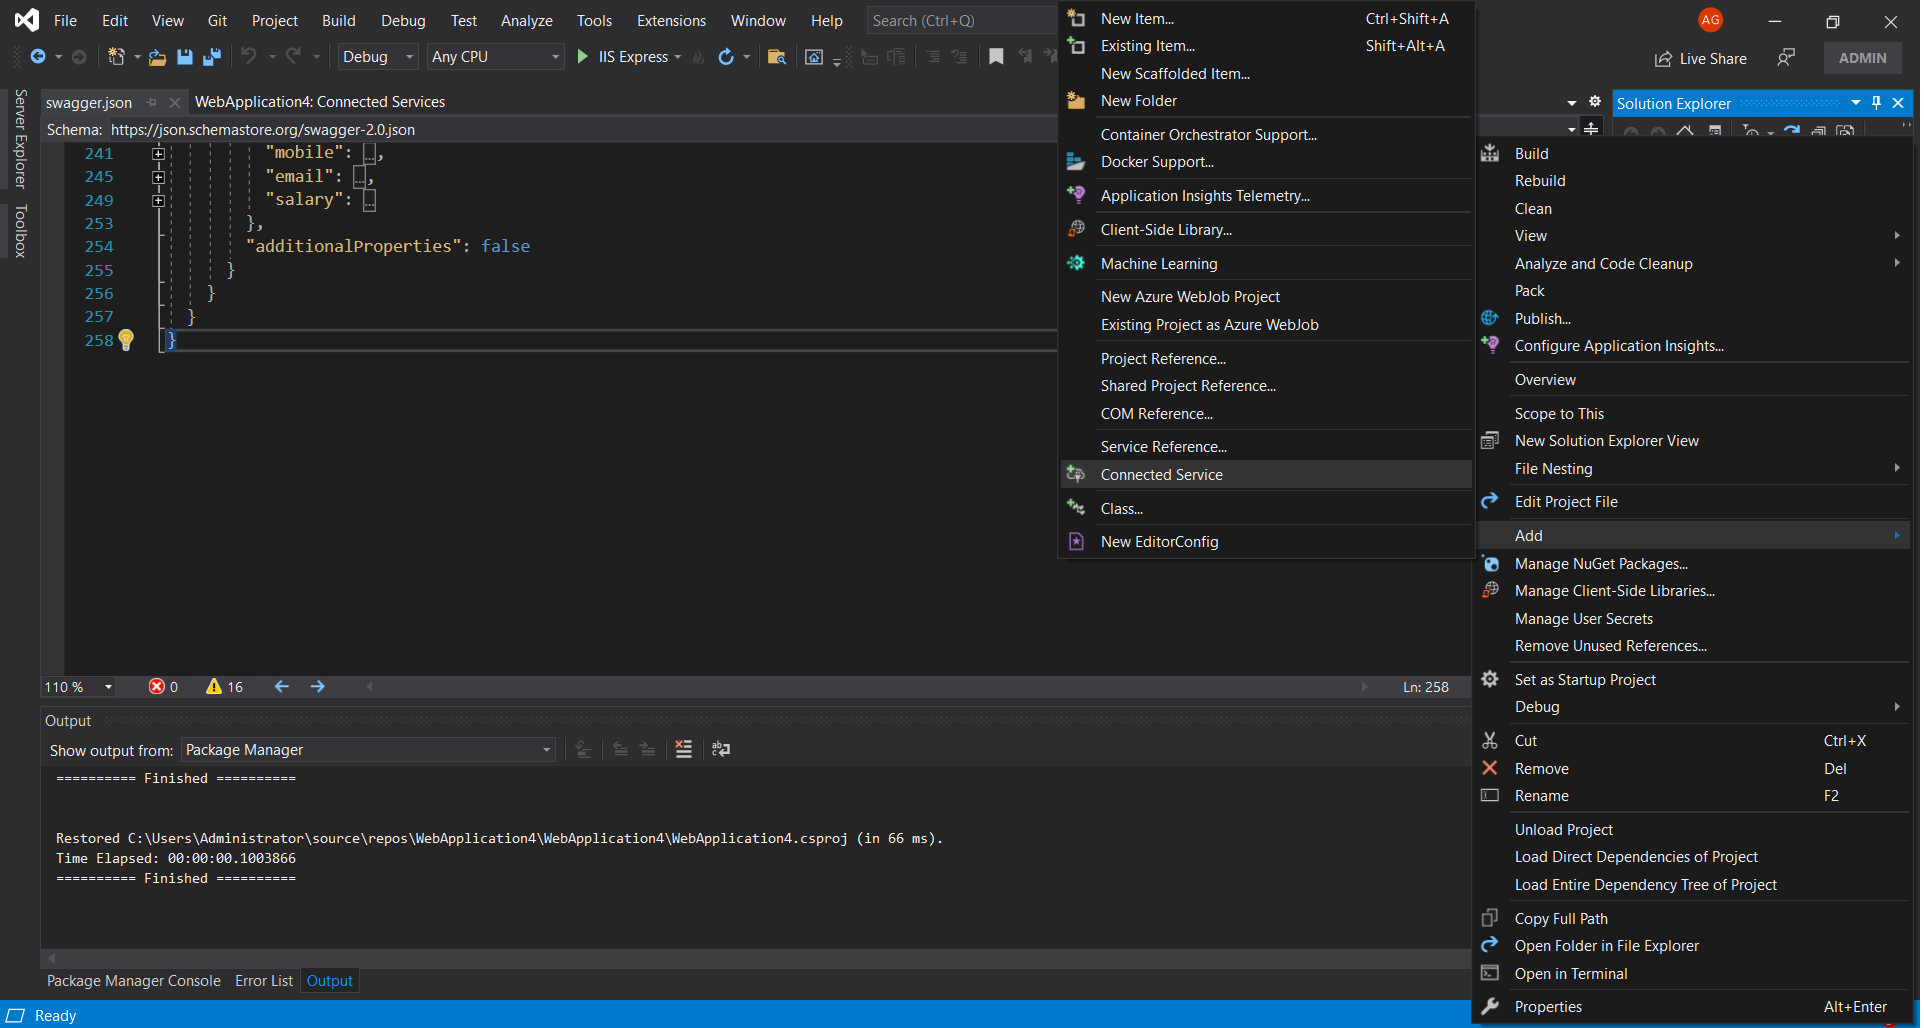 File Edit View Git Project Build Debug Test Analyze Tools Extensions Window Help Search (Ctrl+Q) AG
Debug Any CPU IIS Express Live Share ADMIN
Server Explorer
Toolbox
swagger.json WebApplication4: Connected Services
Schema: https://json.schemastore.org/swagger-2.0.json
241 "mobile": ...,
245 "email": ...,
249 "salary": ...
253 },
254 "additionalProperties": false
255 }
256 }
257 }
258 }
110 % 0 16 Ln: 258
Output
Show output from: Package Manager
========== Finished ==========
Restored C:\Users\Administrator\source\repos\WebApplication4\WebApplication4\WebApplication4.csproj (in 66 ms).
Time Elapsed: 00:00:00.1003866
========== Finished ==========
Package Manager Console Error List Output
Ready
New Item... Ctrl+Shift+A
Existing Item... Shift+Alt+A
New Scaffolded Item...
New Folder
Container Orchestrator Support...
Docker Support...
Application Insights Telemetry...
Client-Side Library...
Machine Learning
New Azure WebJob Project
Existing Project as Azure WebJob
Project Reference...
Shared Project Reference...
COM Reference...
Service Reference...
Connected Service
Class...
New EditorConfig
Solution Explorer
Build
Rebuild
Clean
View
Analyze and Code Cleanup
Pack
Publish...
Configure Application Insights...
Overview
Scope to This
New Solution Explorer View
File Nesting
Edit Project File
Add
Manage NuGet Packages...
Manage Client-Side Libraries...
Manage User Secrets
Remove Unused References...
Set as Startup Project
Debug
Cut Ctrl+X
Remove Del
Rename F2
Unload Project
Load Direct Dependencies of Project
Load Entire Dependency Tree of Project
Copy Full Path
Open Folder in File Explorer
Open in Terminal
Properties Alt+Enter